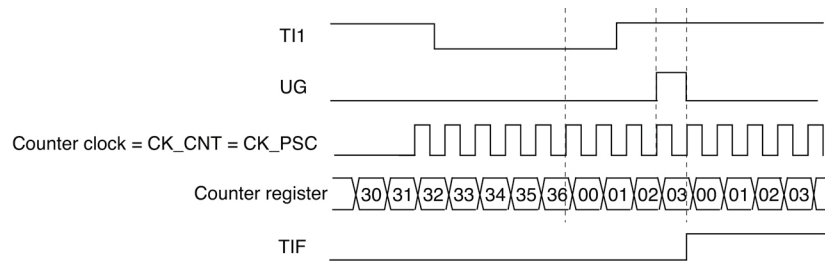 TI1
UG
Counter clock = CK_CNT = CK_PSC
Counter register 30 31 32 33 34 35 36 00 01 02 03 00 01 02 03
TIF